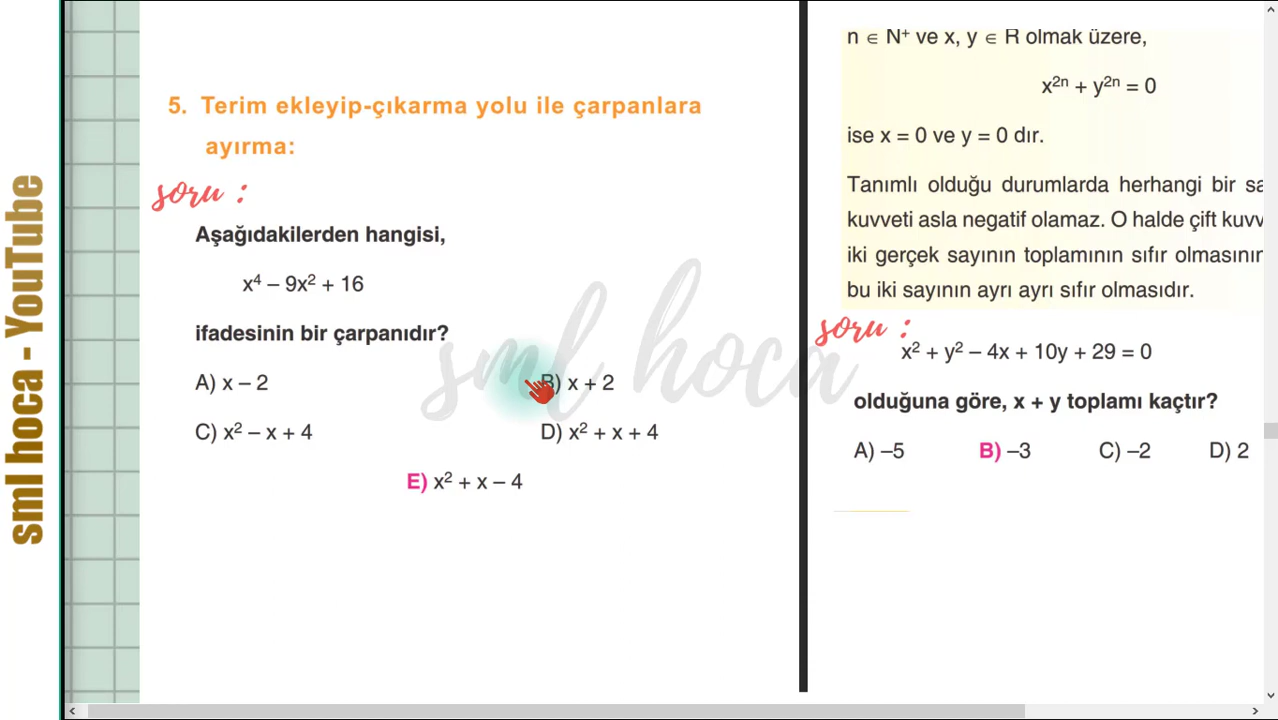 sml hoca - YouTube
5. Terim ekleyip-çıkarma yolu ile çarpanlara
ayırma:
soru :
Aşağıdakilerden hangisi,
x⁴ – 9x² + 16
ifadesinin bir çarpanıdır?
A) x – 2
B) x + 2
C) x² – x + 4
D) x² + x + 4
E) x² + x – 4
sml hoca
n ∈ N⁺ ve x, y ∈ R olmak üzere,
x²ⁿ + y²ⁿ = 0
ise x = 0 ve y = 0 dır.
Tanımlı olduğu durumlarda herhangi bir
kuvveti asla negatif olamaz. O halde çift
iki gerçek sayının toplamının sıfır
bu iki sayının ayrı ayrı sıfır olmasıdır.
soru :
x² + y² – 4x + 10y + 29 = 0
olduğuna göre, x + y toplamı kaçtır?
A) –5 B) –3 C) –2 D) 2